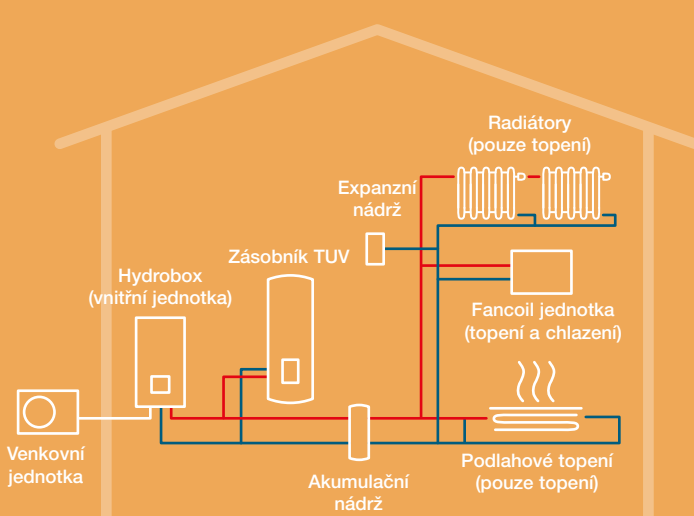 Radiátory
(pouze topení)
Expanzní
nádrž
Zásobník TUV
Hydrobox
(vnitřní jednotka)
Fancoil jednotka
(topení a chlazení)
Venkovní
jednotka
Podlahové topení
(pouze topení)
Akumulační
nádrž